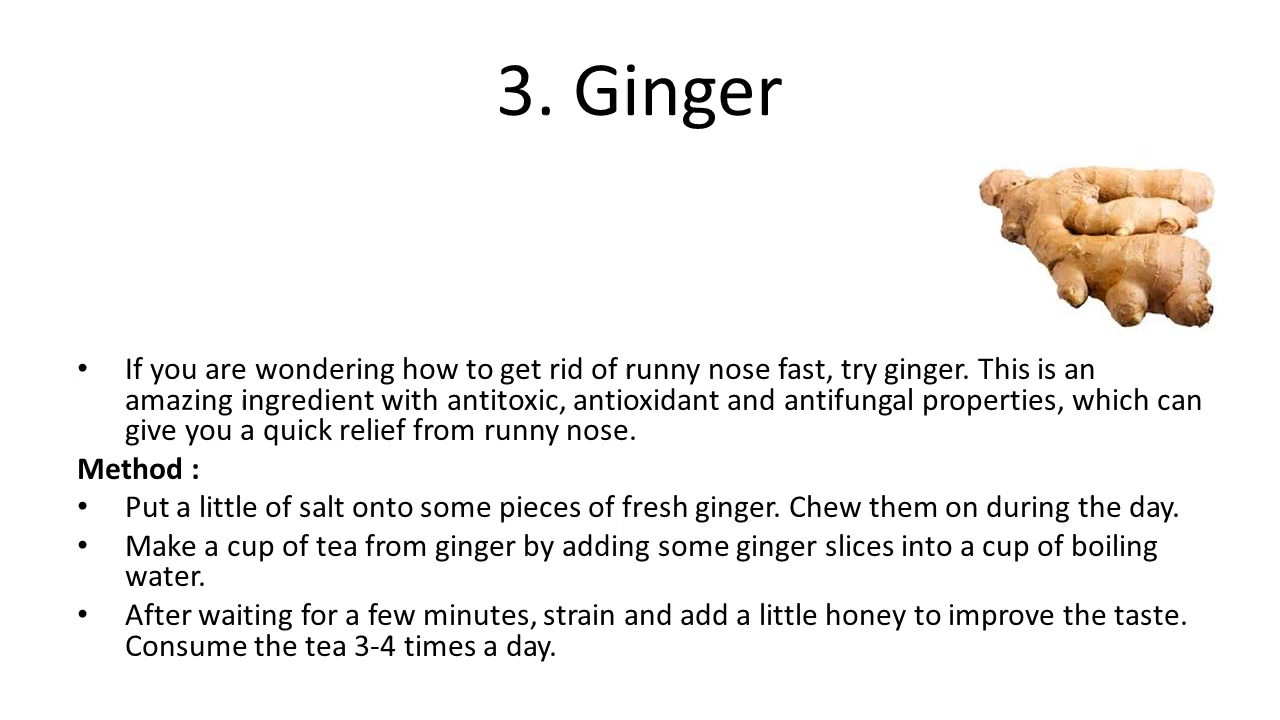 3. Ginger
• If you are wondering how to get rid of runny nose fast, try ginger. This is an
amazing ingredient with antitoxic, antioxidant and antifungal properties, which can
give you a quick relief from runny nose.
Method :
• Put a little of salt onto some pieces of fresh ginger. Chew them on during the day.
• Make a cup of tea from ginger by adding some ginger slices into a cup of boiling
water.
• After waiting for a few minutes, strain and add a little honey to improve the taste.
Consume the tea 3-4 times a day.